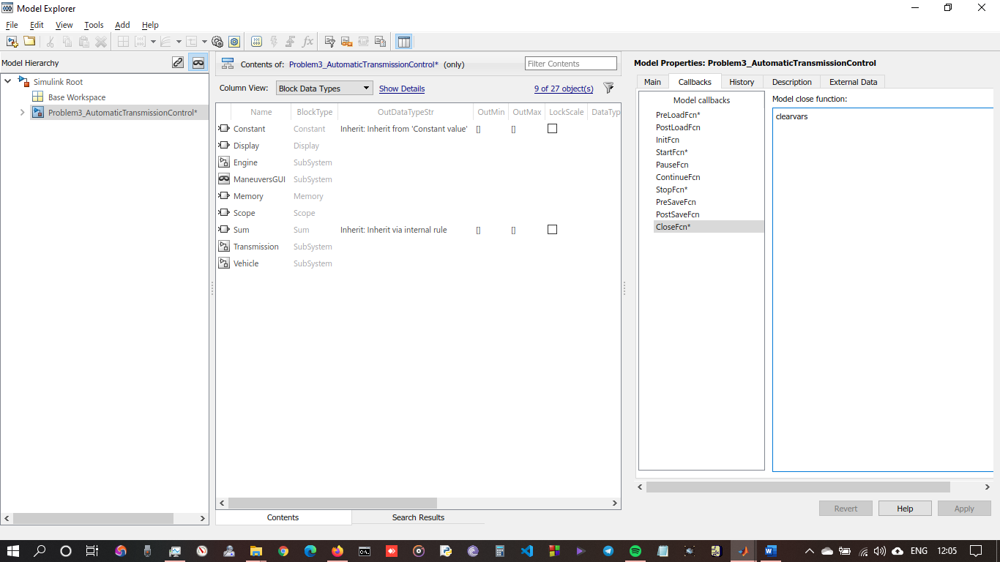 Model Explorer
File Edit View Tools Add Help
Model Hierarchy
Simulink Root
Base Workspace
Problem3_AutomaticTransmissionControl*
Contents of: Problem3_AutomaticTransmissionControl* (only)
Filter Contents
Column View: Block Data Types Show Details 9 of 27 object(s)
Name BlockType OutDataTypeStr OutMin OutMax LockScale DataTyp
Constant Constant Inherit: Inherit from 'Constant value' [] []
Display Display
Engine SubSystem
ManeuversGUI SubSystem
Memory Memory
Scope Scope
Sum Sum Inherit: Inherit via internal rule [] []
Transmission SubSystem
Vehicle SubSystem
Contents Search Results
Model Properties: Problem3_AutomaticTransmissionControl
Main Callbacks History Description External Data
Model callbacks
PreLoadFcn*
PostLoadFcn
InitFcn
StartFcn*
PauseFcn
ContinueFcn
StopFcn*
PreSaveFcn
PostSaveFcn
CloseFcn*
Model close function:
clearvars
Revert Help Apply
ENG 12:05